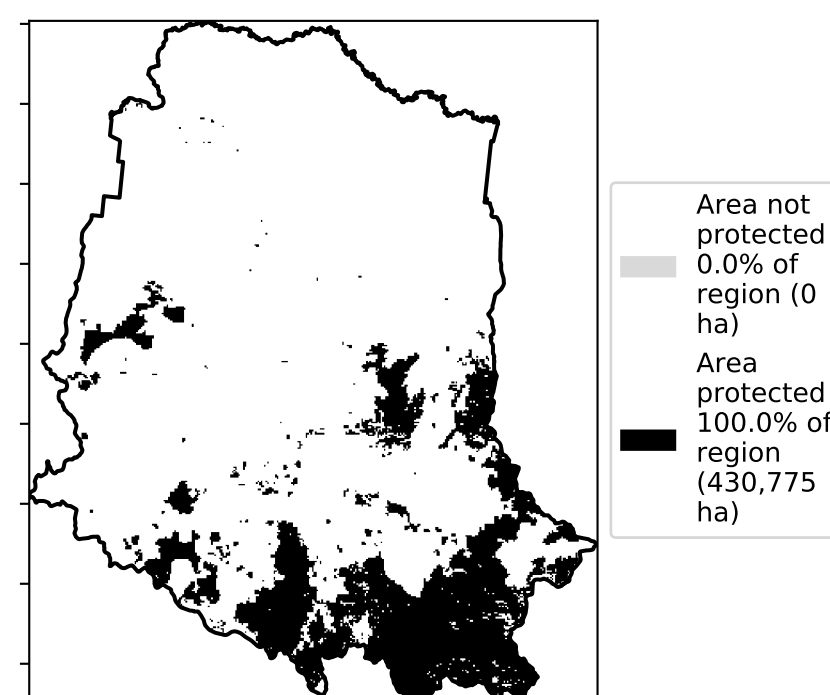 Area not
protected
0.0% of
region (0
ha)
Area
protected
100.0% of
region
(430,775
ha)